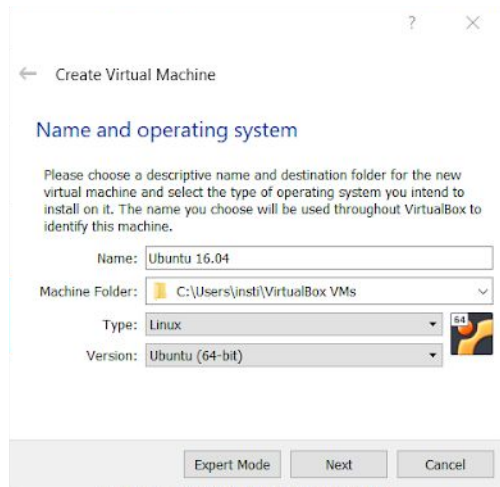 ?
Create Virtual Machine
Name and operating system
Please choose a descriptive name and destination folder for the new
virtual machine and select the type of operating system you intend to
install on it. The name you choose will be used throughout VirtualBox to
identify this machine.
Name: Ubuntu 16.04
Machine Folder: C:\Users\insti\VirtualBox VMs
Type: Linux 64
Version: Ubuntu (64-bit)
Expert Mode Next Cancel